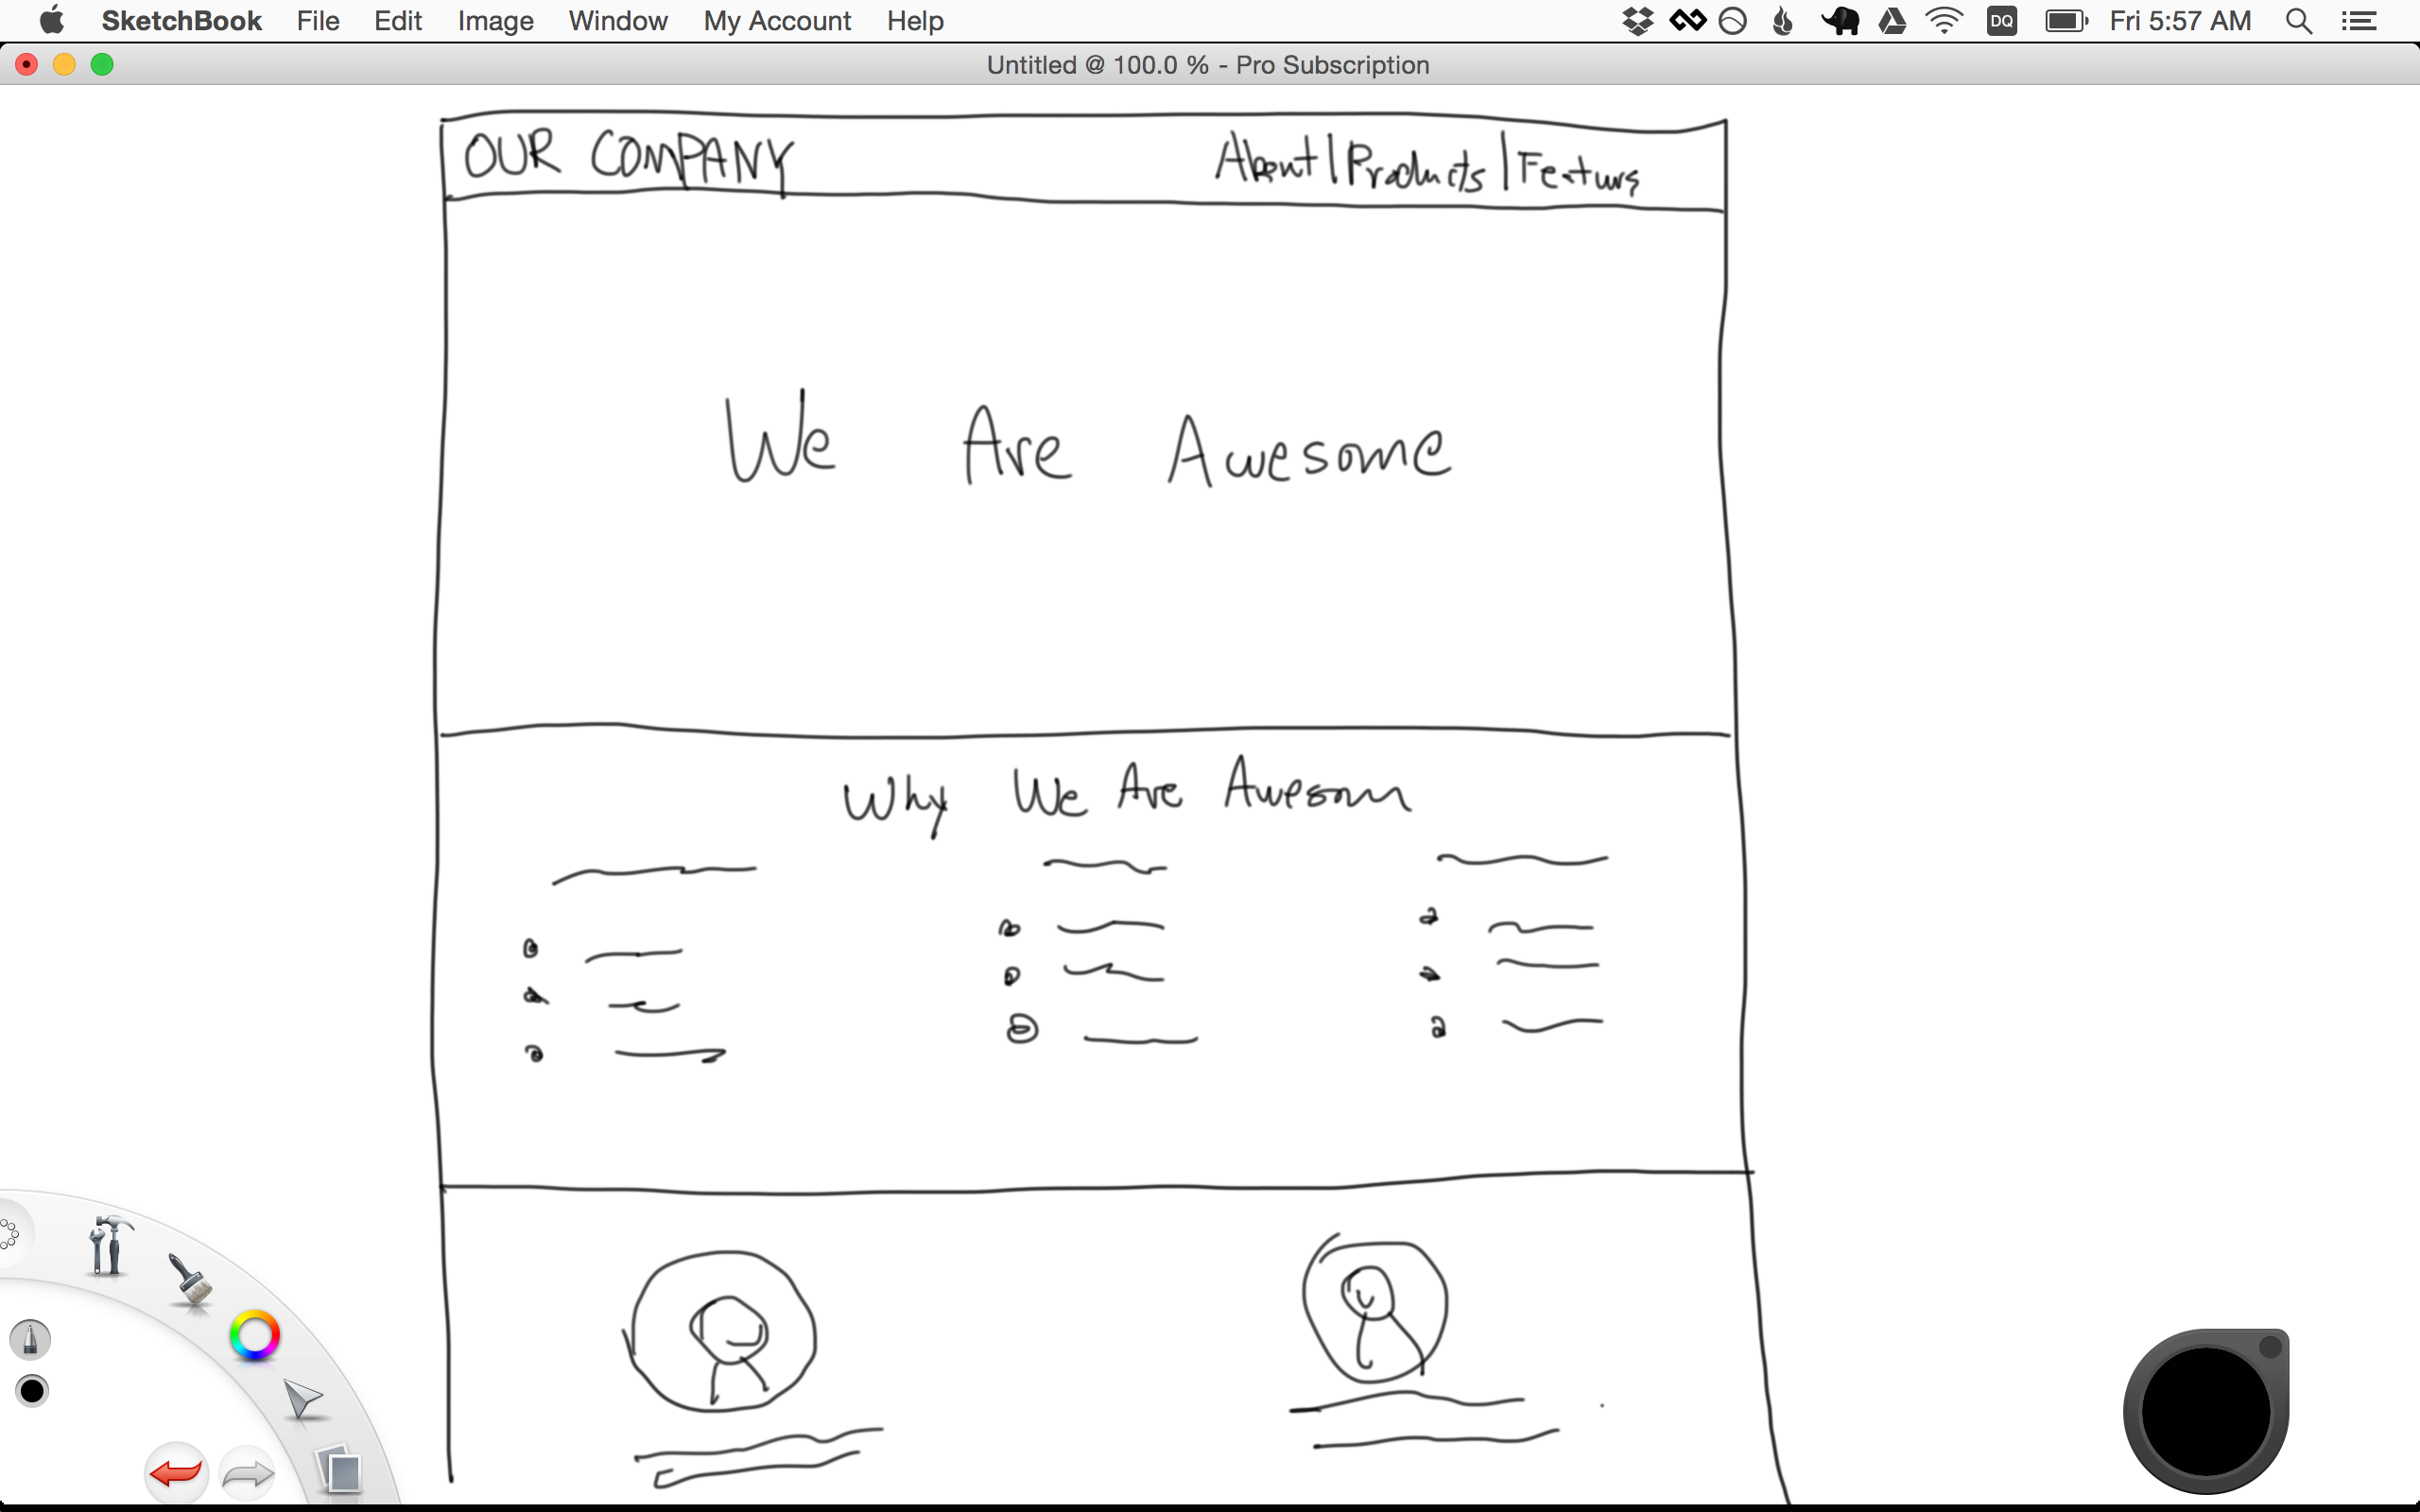 SketchBook File Edit Image Window My Account Help DQ Fri 5:57 AM
Untitled @ 100.0 % - Pro Subscription
OUR COMPANY About | Products | Featurs
We Are Awesome
Why We Are Awesom